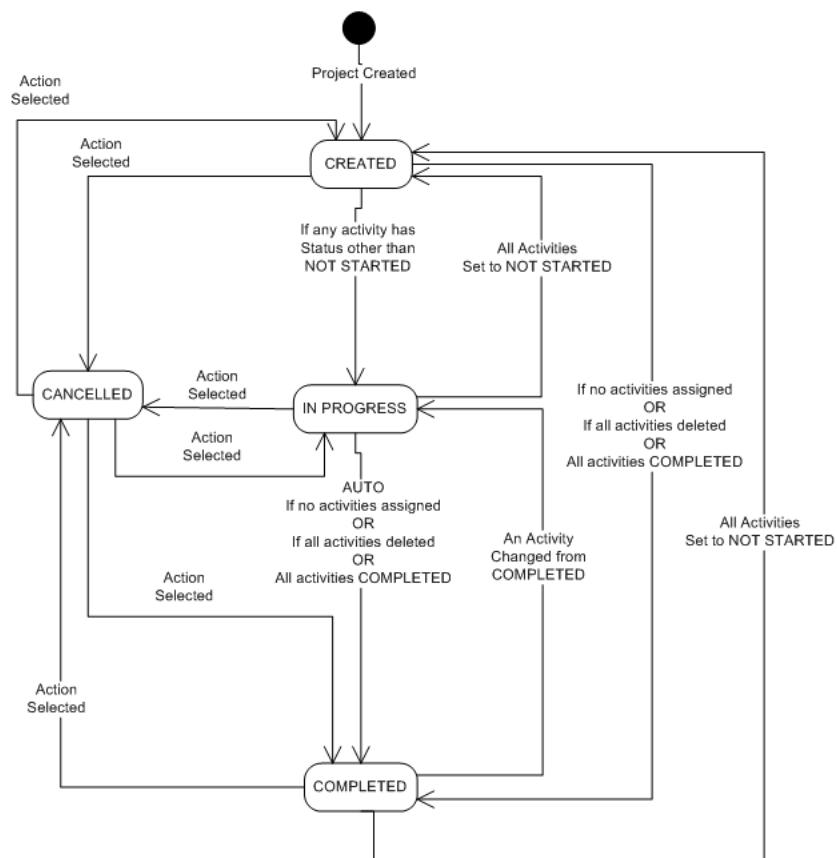 Project Created
Action
Selected
Action
Selected
CREATED
If any activity has
Status other than
NOT STARTED
All Activities
Set to NOT STARTED
CANCELLED
Action
Selected
IN PROGRESS
Action
Selected
If no activities assigned
OR
If all activities deleted
OR
All activities COMPLETED
AUTO
If no activities assigned
OR
If all activities deleted
OR
All activities COMPLETED
An Activity
Changed from
COMPLETED
All Activities
Set to NOT STARTED
Action
Selected
Action
Selected
COMPLETED